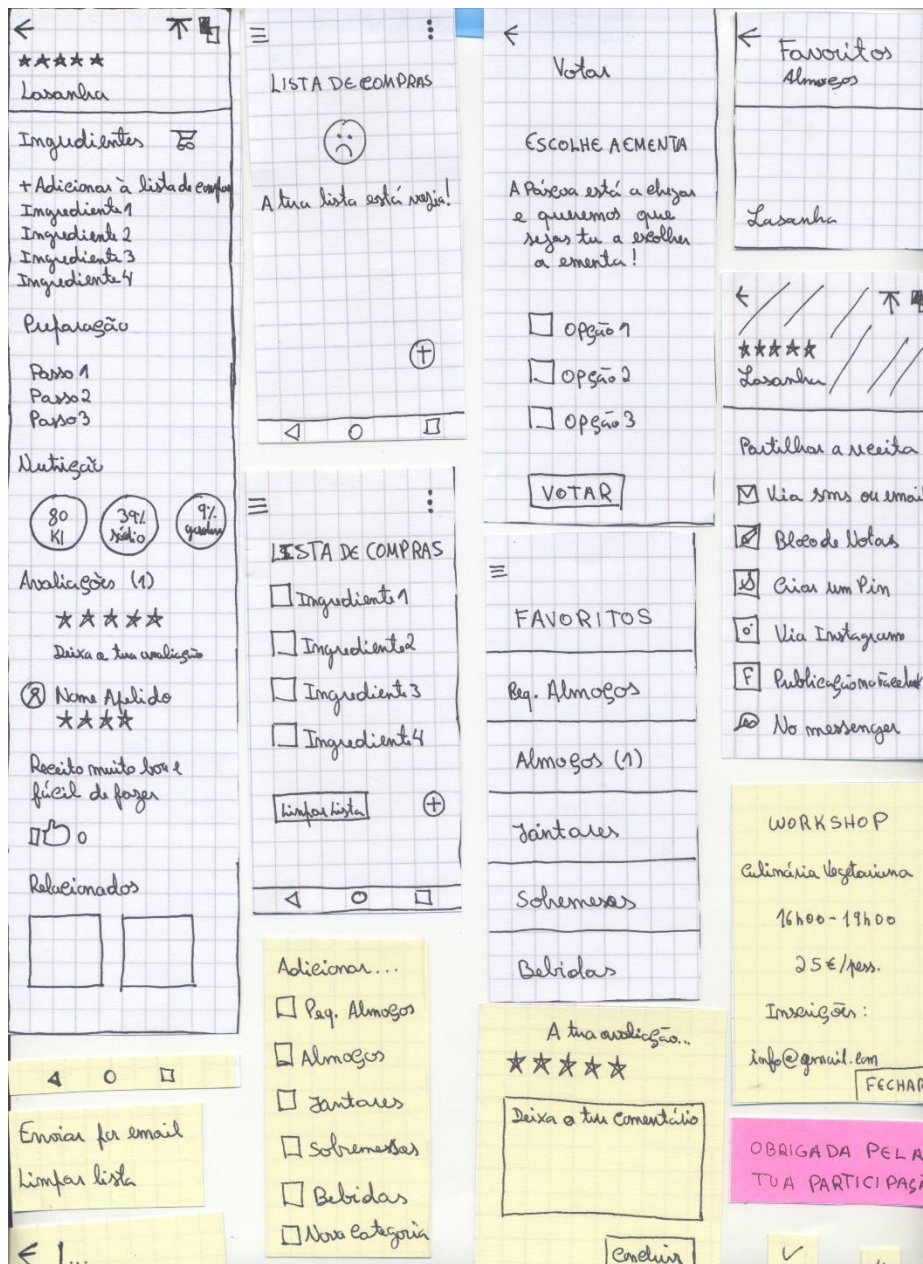 Lasanha
Ingredientes
+ Adicionar à lista de compras
Ingrediente 1
Ingrediente 2
Ingrediente 3
Ingrediente 4
Preparação
Passo 1
Passo 2
Passo 3
Nutrição
80
KI
39%
sódio
9%
Avaliações (1)
Deixa a tua avaliação
Nome Apelido
Receita muito boa e
fácil de fazer
0
Relacionados
Enviar por email
Limpar lista
LISTA DE COMPRAS
A tua lista está vazia!
LISTA DE COMPRAS
Ingrediente 1
Ingrediente 2
Ingrediente 3
Ingrediente 4
Limpar Lista
Adicionar...
Peq. Almoços
Almoços
Jantares
Sobremesas
Bebidas
Nova Categoria
Votar
ESCOLHE A EMENTA
A Páscoa está a chegar
e queremos que
sejas tu a escolher
a ementa!
Opção 1
Opção 2
Opção 3
VOTAR
FAVORITOS
Peq. Almoços
Almoços (1)
Jantares
Sobremesas
Bebidas
A tua avaliação...
Deixa o teu comentário
Concluir
Favoritos
Almoços
Lasanha
Lasanha
Partilhar a receita
Via sms ou email
Bloco de Notas
Criar um Pin
Via Instagram
F Publicação no Facebook
No messenger
WORKSHOP
Culinária Vegetariana
16h00-19h00
25€/pess.
Inscrições:
info@gmail.com
FECHAR
OBRIGADA PELA
TUA PARTICIPAÇÃ